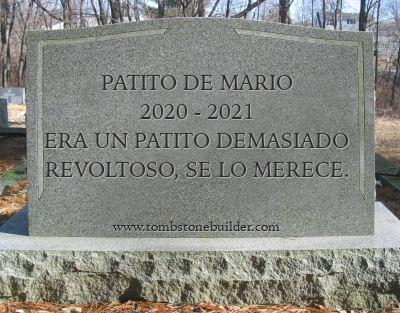 PATITO DE MARIO
2020 - 2021
ERA UN PATITO DEMASIADO
REVOLTOSO, SE LO MERECE.
www.tombstonebuilder.com